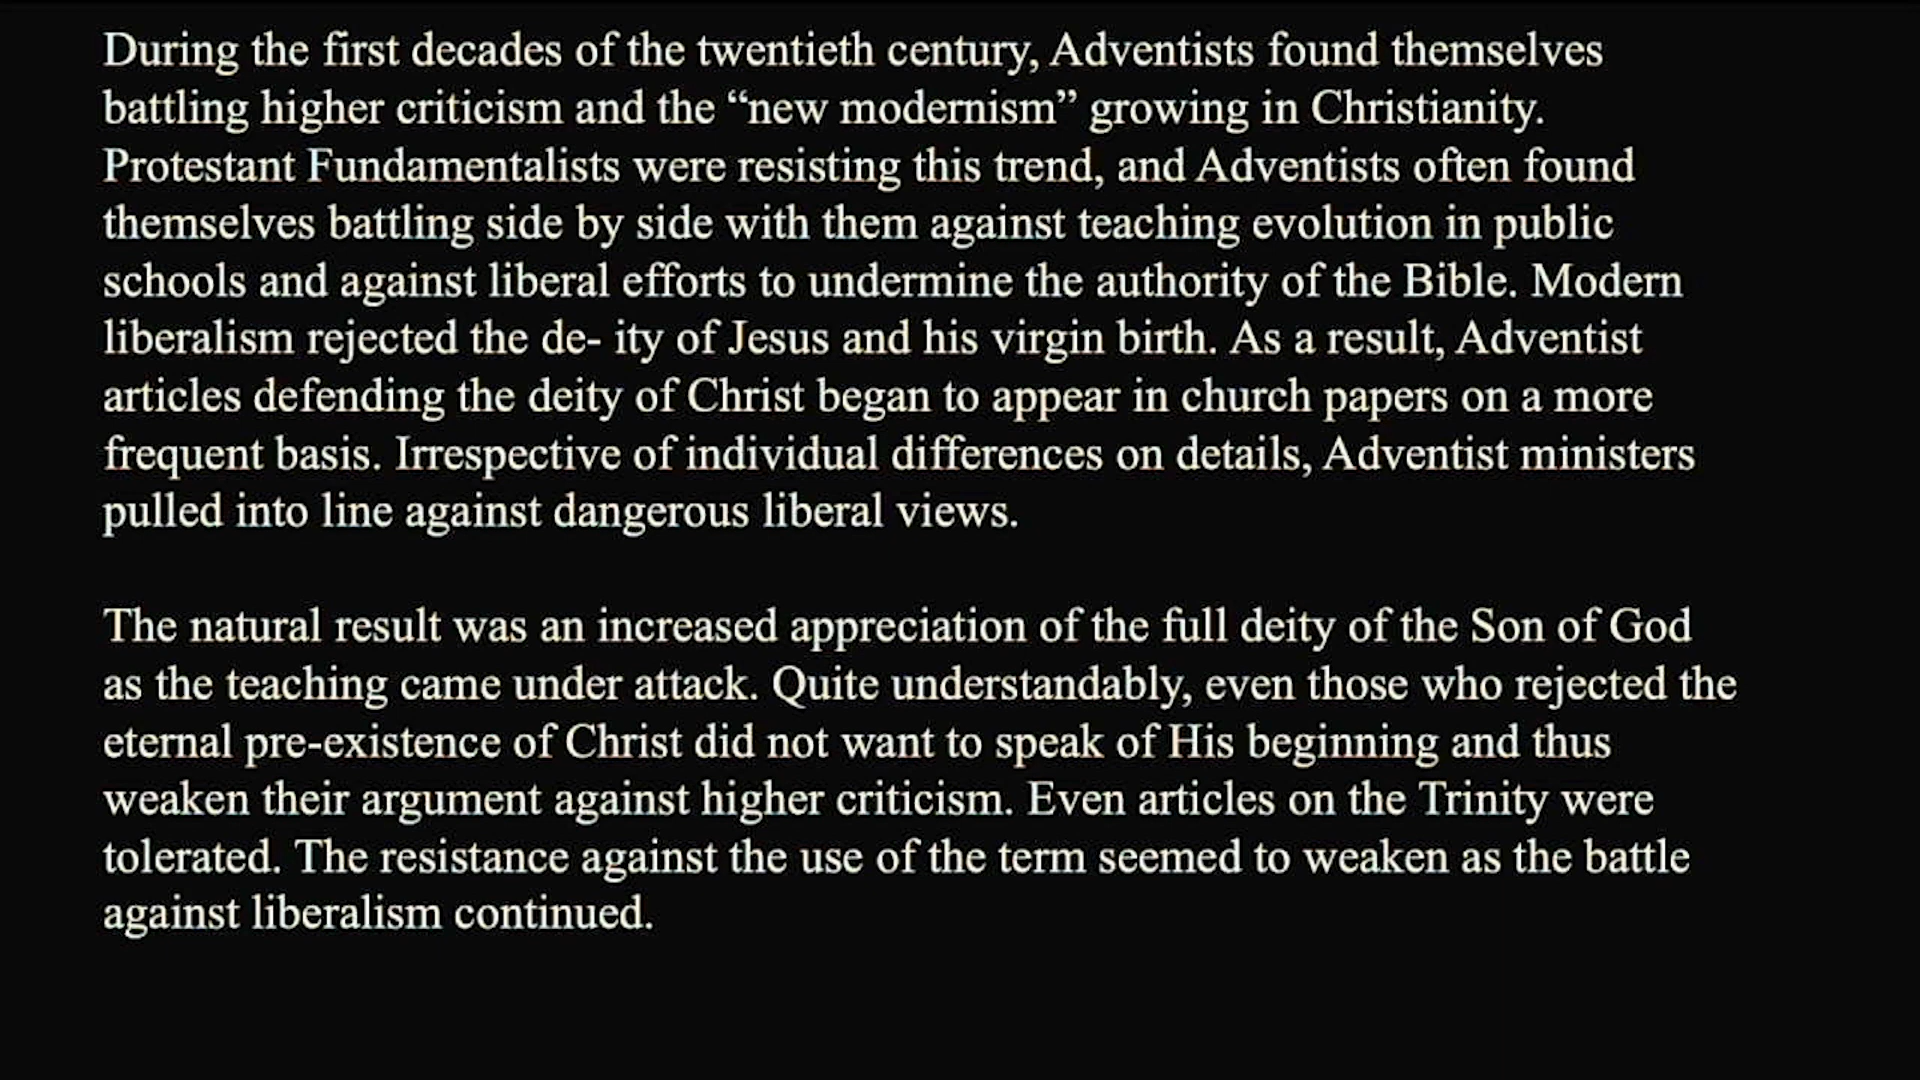 During the first decades of the twentieth century, Adventists found themselves
battling higher criticism and the “new modernism” growing in Christianity.
Protestant Fundamentalists were resisting this trend, and Adventists often found
themselves battling side by side with them against teaching evolution in public
schools and against liberal efforts to undermine the authority of the Bible. Modern
liberalism rejected the de- ity of Jesus and his virgin birth. As a result, Adventist
articles defending the deity of Christ began to appear in church papers on a more
frequent basis. Irrespective of individual differences on details, Adventist ministers
pulled into line against dangerous liberal views.
The natural result was an increased appreciation of the full deity of the Son of God
as the teaching came under attack. Quite understandably, even those who rejected the
eternal pre-existence of Christ did not want to speak of His beginning and thus
weaken their argument against higher criticism. Even articles on the Trinity were
tolerated. The resistance against the use of the term seemed to weaken as the battle
against liberalism continued.